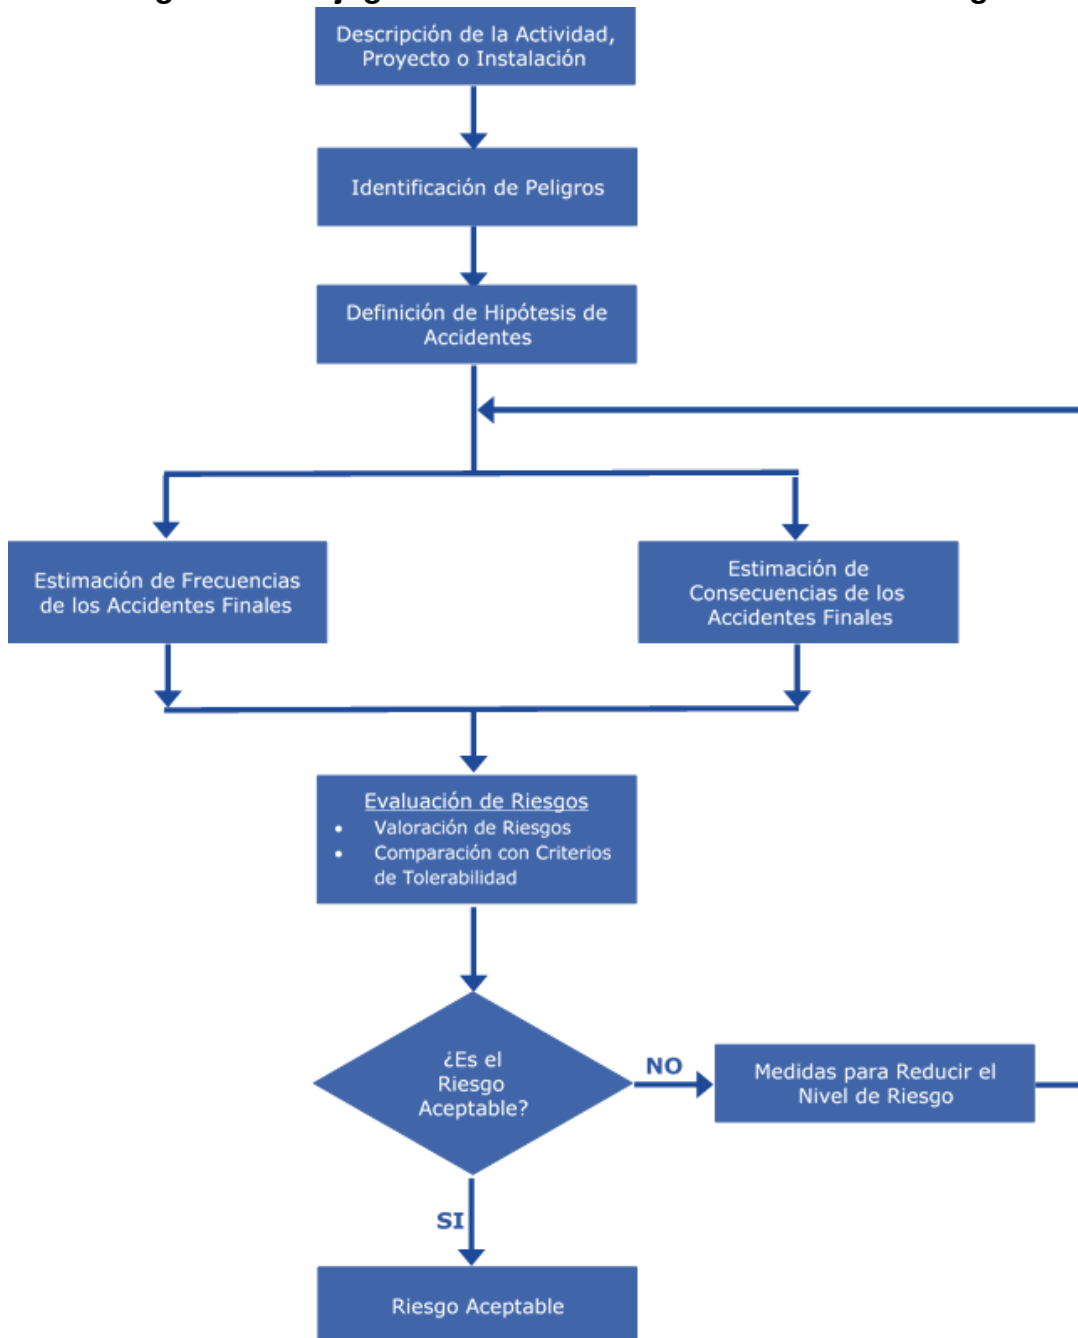 Descripción de la Actividad,
Proyecto o Instalación
Identificación de Peligros
Definición de Hipótesis de
Accidentes
Estimación de Frecuencias
de los Accidentes Finales
Estimación de
Consecuencias de los
Accidentes Finales
Evaluación de Riesgos
• Valoración de Riesgos
• Comparación con Criterios
de Tolerabilidad
¿Es el
Riesgo
Aceptable?
NO
Medidas para Reducir el
Nivel de Riesgo
SI
Riesgo Aceptable